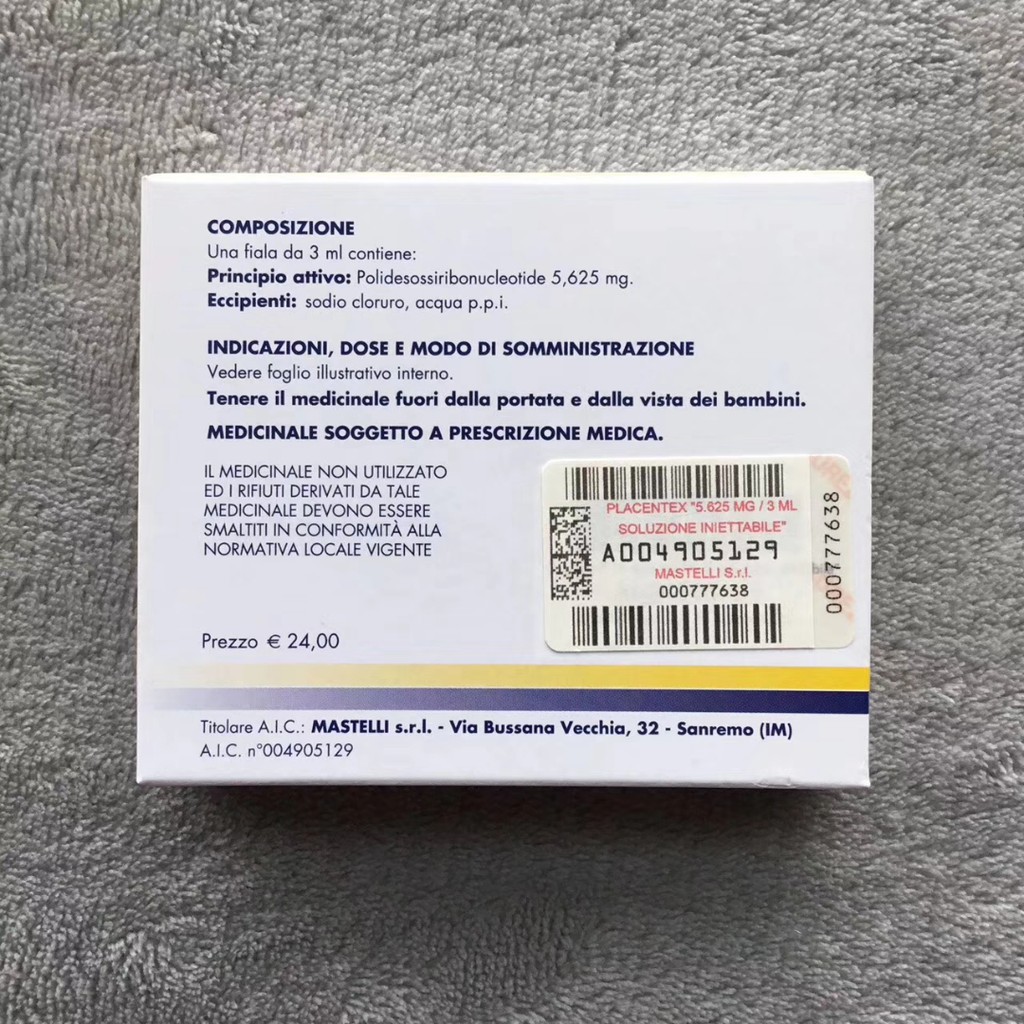 COMPOSIZIONE
Una fiala da 3 ml contiene:
Principio attivo: Polidesossiribonucleotide 5,625 mg.
Eccipienti: sodio cloruro, acqua p.p.i.
INDICAZIONI, DOSE E MODO DI SOMMINISTRAZIONE
Vedere foglio illustrativo interno.
Tenere il medicinale fuori dalla portata e dalla vista dei bambini.
MEDICINALE SOGGETTO A PRESCRIZIONE MEDICA.
IL MEDICINALE NON UTILIZZATO
ED I RIFIUTI DERIVATI DA TALE
MEDICINALE DEVONO ESSERE
SMALTITI IN CONFORMITÀ ALLA
NORMATIVA LOCALE VIGENTE
PLACENTEX "5.625 MG / 3 ML
SOLUZIONE INIETTABILE"
A004905129
MASTELLI S.r.l.
000777638
000777638
Prezzo € 24,00
Titolare A.I.C.: MASTELLI s.r.l. - Via Bussana Vecchia, 32 - Sanremo (IM)
A.I.C. n°004905129